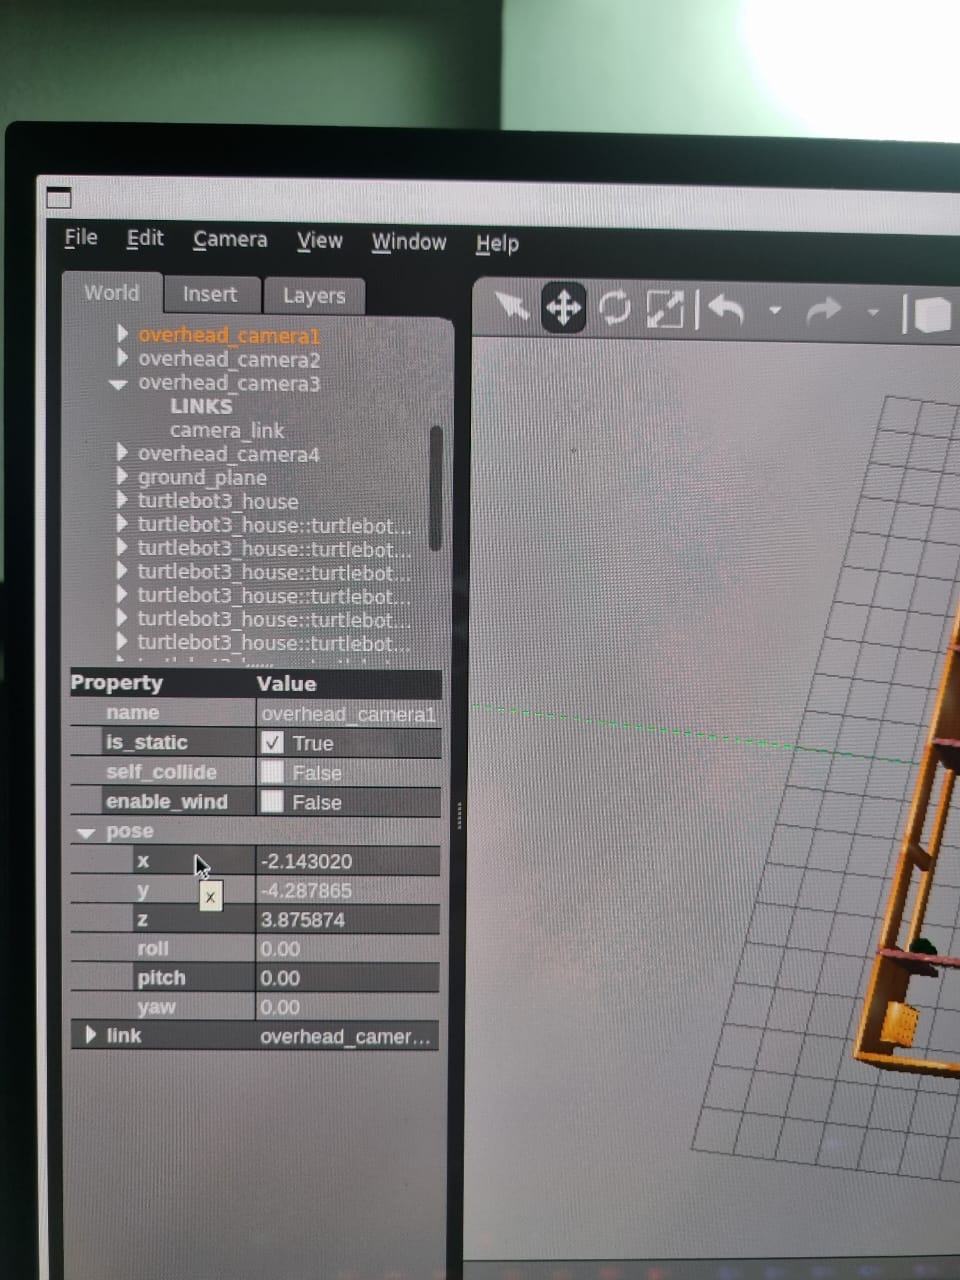 File Edit Camera View Window Help
World Insert Layers
overhead_camera1
overhead_camera2
overhead_camera3
LINKS
camera_link
overhead_camera4
ground_plane
turtlebot3_house
turtlebot3_house::turtlebot...
turtlebot3_house::turtlebot...
turtlebot3_house::turtlebot...
turtlebot3_house::turtlebot...
turtlebot3_house::turtlebot...
turtlebot3_house::turtlebot...
Property Value
name overhead_camera1
is_static True
self_collide False
enable_wind False
pose
x -2.143020
y -4.287865
x
z 3.875874
roll 0.00
pitch 0.00
yaw 0.00
link overhead_camer...